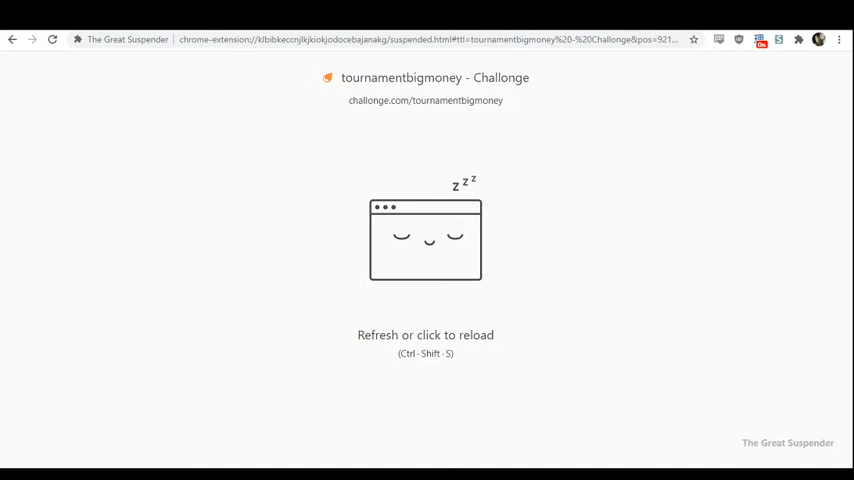 The Great Suspender
chrome-extension://klbibkeccnjlkjkiokjodocebajanakg/suspended.html#ttl=tournamentbigmoney%20-%20Challonge&pos=921...
On
tournamentbigmoney - Challonge
challonge.com/tournamentbigmoney
z z z
Refresh or click to reload
(Ctrl · Shift · S)
The Great Suspender